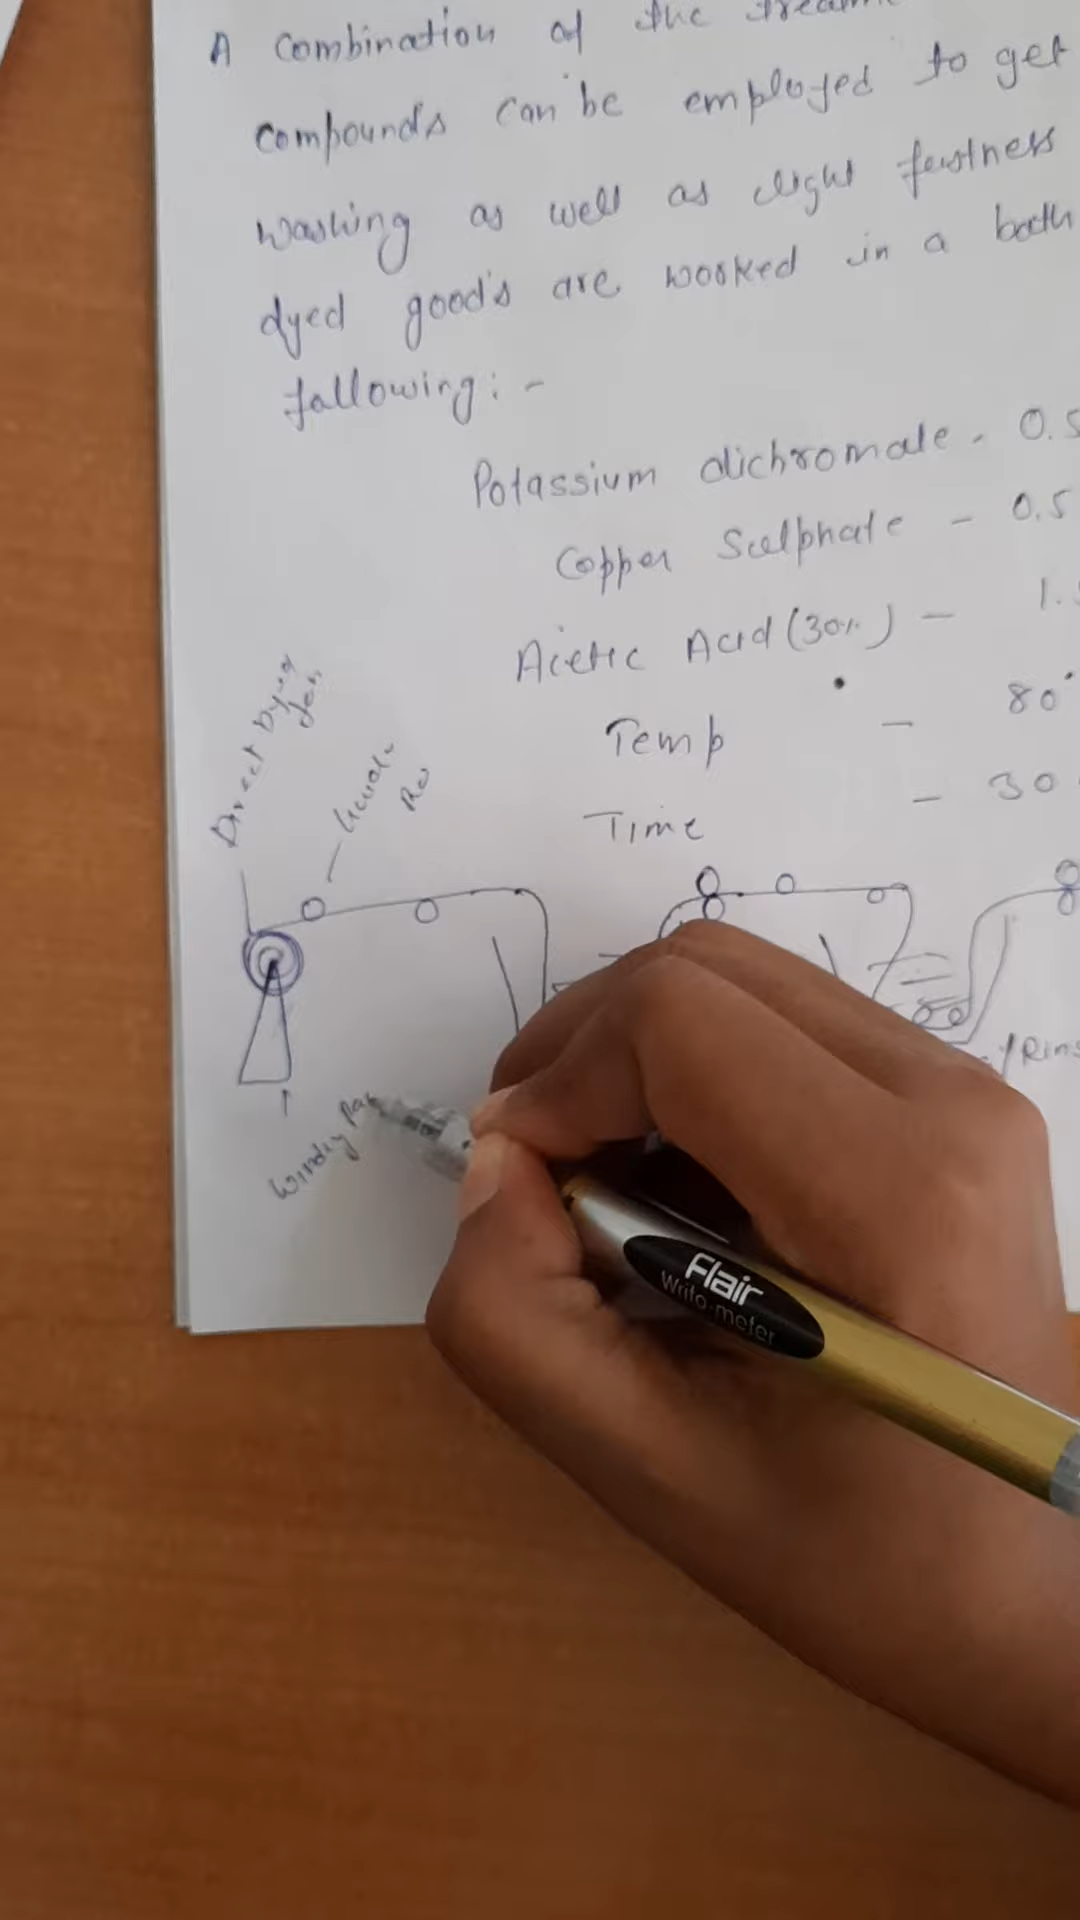 A combination of the
compounds can be employed to get
washing as well as light fastness
dyed goods are worked in a bath
following:-
Potassium dichromate - 0.5
Copper Sulphate - 0.5
Acetic Acid (30%) - 1.
Temp - 80°
Time - 30
Direct
Winding
/Rins
Flair
Writo-meter